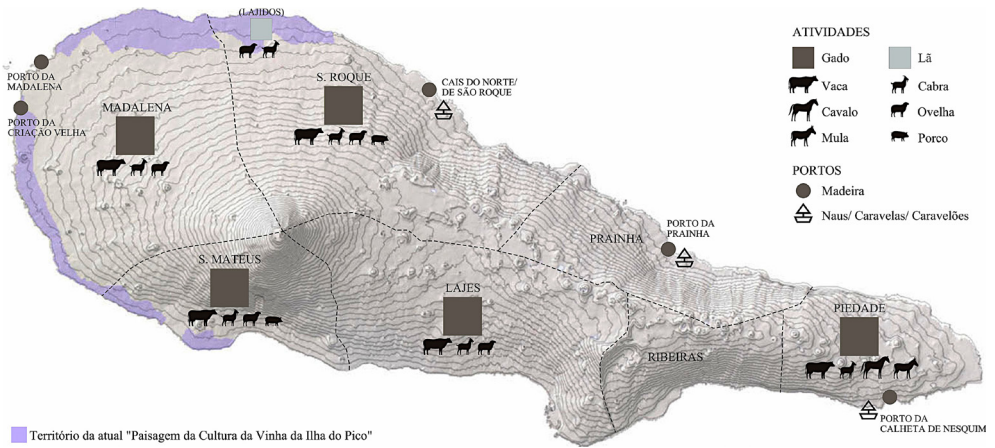 (LAJIDOS)
PORTO DA
MADALENA
PORTO DA
CRIAÇÃO VELHA
MADALENA
S. ROQUE
CAIS DO NORTE/
DE SÃO ROQUE
S. MATEUS
LAJES
PRAINHA
PORTO DA
PRAINHA
RIBEIRAS
PIEDADE
PORTO DA
CALHETA DE NESQUIM
ATIVIDADES
Gado
Lã
Vaca
Cabra
Cavalo
Ovelha
Mula
Porco
PORTOS
Madeira
Naus/ Caravelas/ Caravelões
Território da atual "Paisagem da Cultura da Vinha da Ilha do Pico"